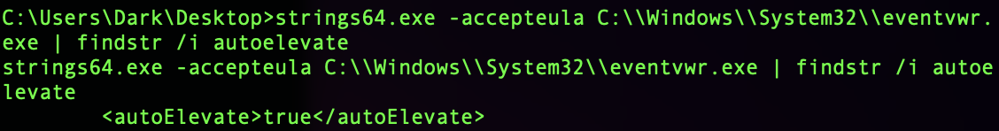 C:\Users\Dark\Desktop>strings64.exe -accepteula C:\\Windows\\System32\\eventvwr.
exe | findstr /i autoelevate
strings64.exe -accepteula C:\\Windows\\System32\\eventvwr.exe | findstr /i autoe
levate
        <autoElevate>true</autoElevate>